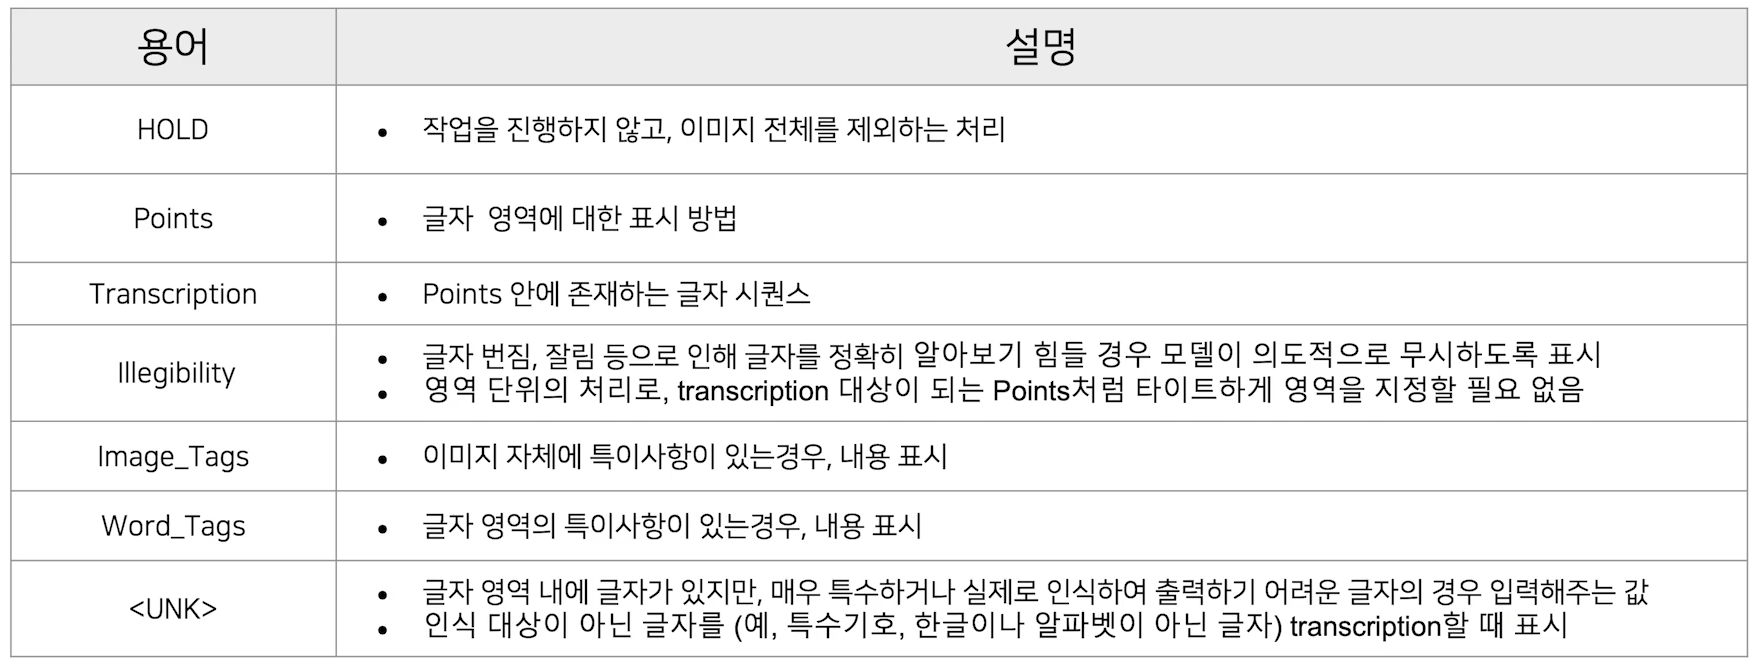 용어 설명
HOLD • 작업을 진행하지 않고, 이미지 전체를 제외하는 처리
Points • 글자 영역에 대한 표시 방법
Transcription • Points 안에 존재하는 글자 시퀀스
Illegibility
• 글자 번짐, 잘림 등으로 인해 글자를 정확히 알아보기 힘들 경우 모델이 의도적으로 무시하도록 표시
• 영역 단위의 처리로, transcription 대상이 되는 Points처럼 타이트하게 영역을 지정할 필요 없음
Image_Tags • 이미지 자체에 특이사항이 있는경우, 내용 표시
Word_Tags • 글자 영역의 특이사항이 있는경우, 내용 표시
<UNK>
• 글자 영역 내에 글자가 있지만, 매우 특수하거나 실제로 인식하여 출력하기 어려운 글자의 경우 입력해주는 값
• 인식 대상이 아닌 글자를 (예, 특수기호, 한글이나 알파벳이 아닌 글자) transcription할 때 표시